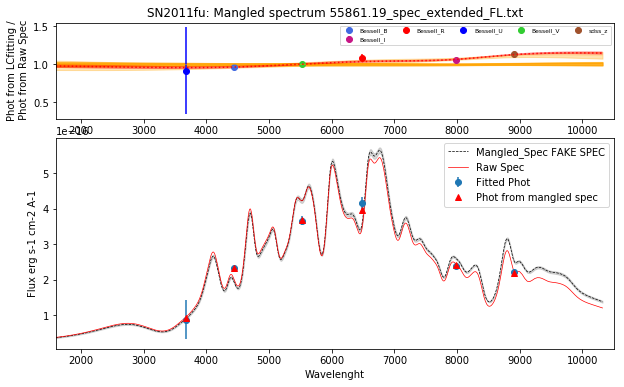 SN2011fu: Mangled spectrum 55861.19_spec_extended_FL.txt
Phot from LCfitting /
Phot from Raw Spec
1.5
1.0
0.5
Bessell_B
Bessell_R
Bessell_U
Bessell_V
sdss_z
Bessell_I
2000 3000 4000 5000 6000 7000 8000 9000 10000
1e−16
Flux erg s-1 cm-2 A-1
5
4
3
2
1
Mangled_Spec FAKE SPEC
Raw Spec
Fitted Phot
Phot from mangled spec
2000 3000 4000 5000 6000 7000 8000 9000 10000
Wavelenght